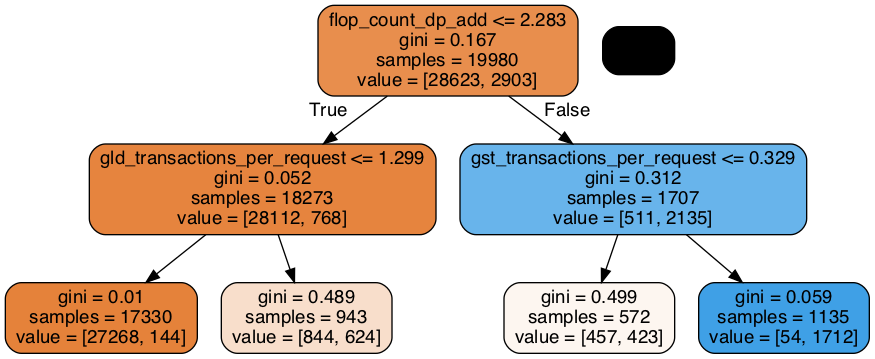 flop_count_dp_add <= 2.283
gini = 0.167
samples = 19980
value = [28623, 2903]
True
False
gld_transactions_per_request <= 1.299
gini = 0.052
samples = 18273
value = [28112, 768]
gst_transactions_per_request <= 0.329
gini = 0.312
samples = 1707
value = [511, 2135]
gini = 0.01
samples = 17330
value = [27268, 144]
gini = 0.489
samples = 943
value = [844, 624]
gini = 0.499
samples = 572
value = [457, 423]
gini = 0.059
samples = 1135
value = [54, 1712]